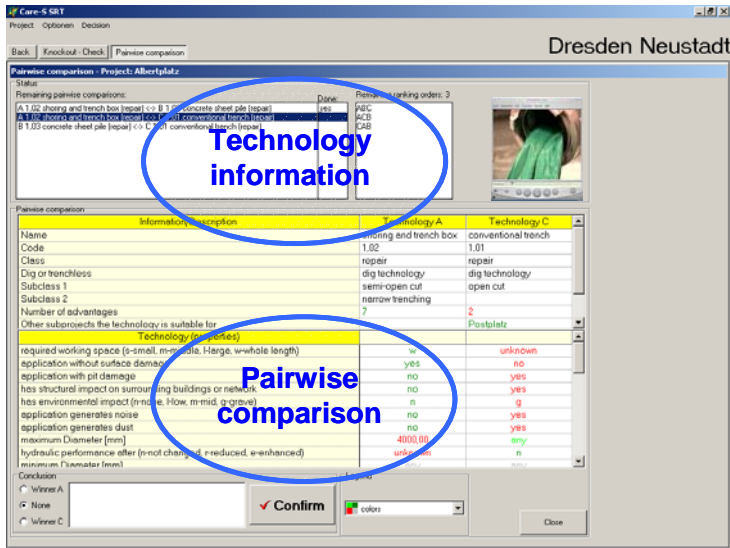 Care-S SRT
Project Optionen Decision
Back Knockout - Check Pairwise comparison
Dresden Neustadt
Pairwise comparison - Project: Albertplatz
Status
Remaining pairwise comparisons: Done: Remaining ranking orders: 3
A 1,02 shoring and trench box (repair) <-> B 1,03 concrete sheet pile (repair) yes
A 1,02 shoring and trench box (repair) <-> C 1,01 conventional trench (repair)
B 1,03 concrete sheet pile (repair) <-> C 1,01 conventional trench (repair)
ABC
ACB
CAB
Technology
information
Pairwise comparison
Information/Description Technology A Technology C
Name shoring and trench box conventional trench
Code 1,02 1,01
Class repair repair
Dig or trenchless dig technology dig technology
Subclass 1 semi-open cut open cut
Subclass 2 narrow trenching
Number of advantages 7 2
Other subprojects the technology is suitable for Postplatz
Technology (properties)
required working space (s-small, m-middle, l-large, w-whole length) w unknown
application without surface damage yes no
application with pit damage no yes
has structural impact on surrounding buildings or network no yes
has environmental impact (n-none, l-low, m-mid, g-grave) n g
application generates noise no yes
application generates dust no yes
maximum Diameter [mm] 4000,00 any
hydraulic performance after (n-not changed, r-reduced, e-enhanced) unknown n
minimum Diameter [mm] any any
Pairwise
comparison
Conclusion
Winner A
None
Winner C
Confirm
Legend
colors
Close